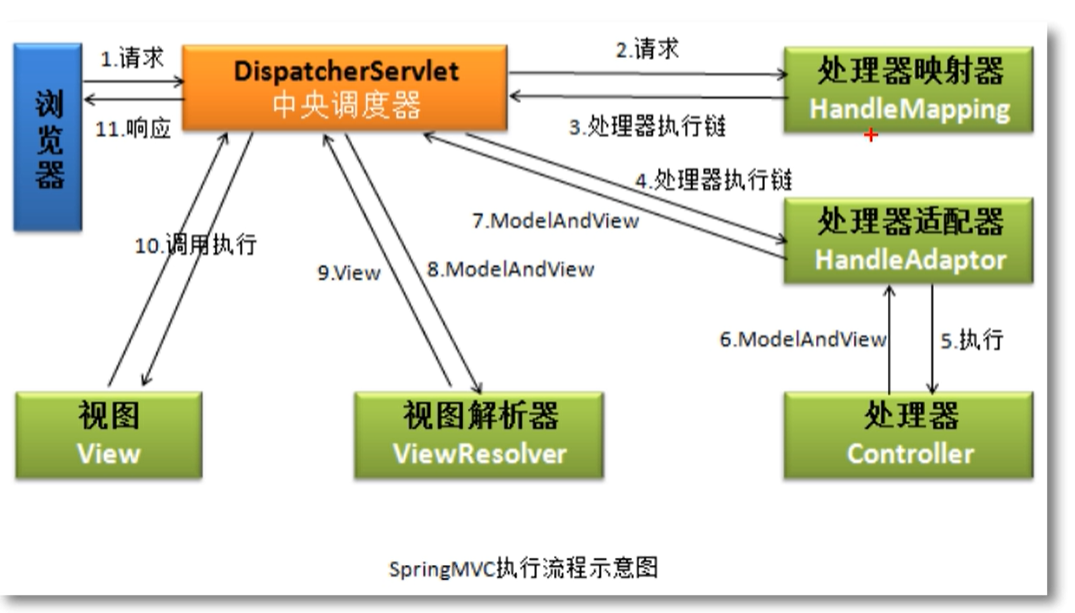 1.请求
2.请求
浏览器
DispatcherServlet
中央调度器
处理器映射器
HandleMapping
11.响应
3.处理器执行链
4.处理器执行链
7.ModelAndView
处理器适配器
HandleAdaptor
10.调用执行
9.View
8.ModelAndView
6.ModelAndView
5.执行
视图
View
视图解析器
ViewResolver
处理器
Controller
SpringMVC执行流程示意图